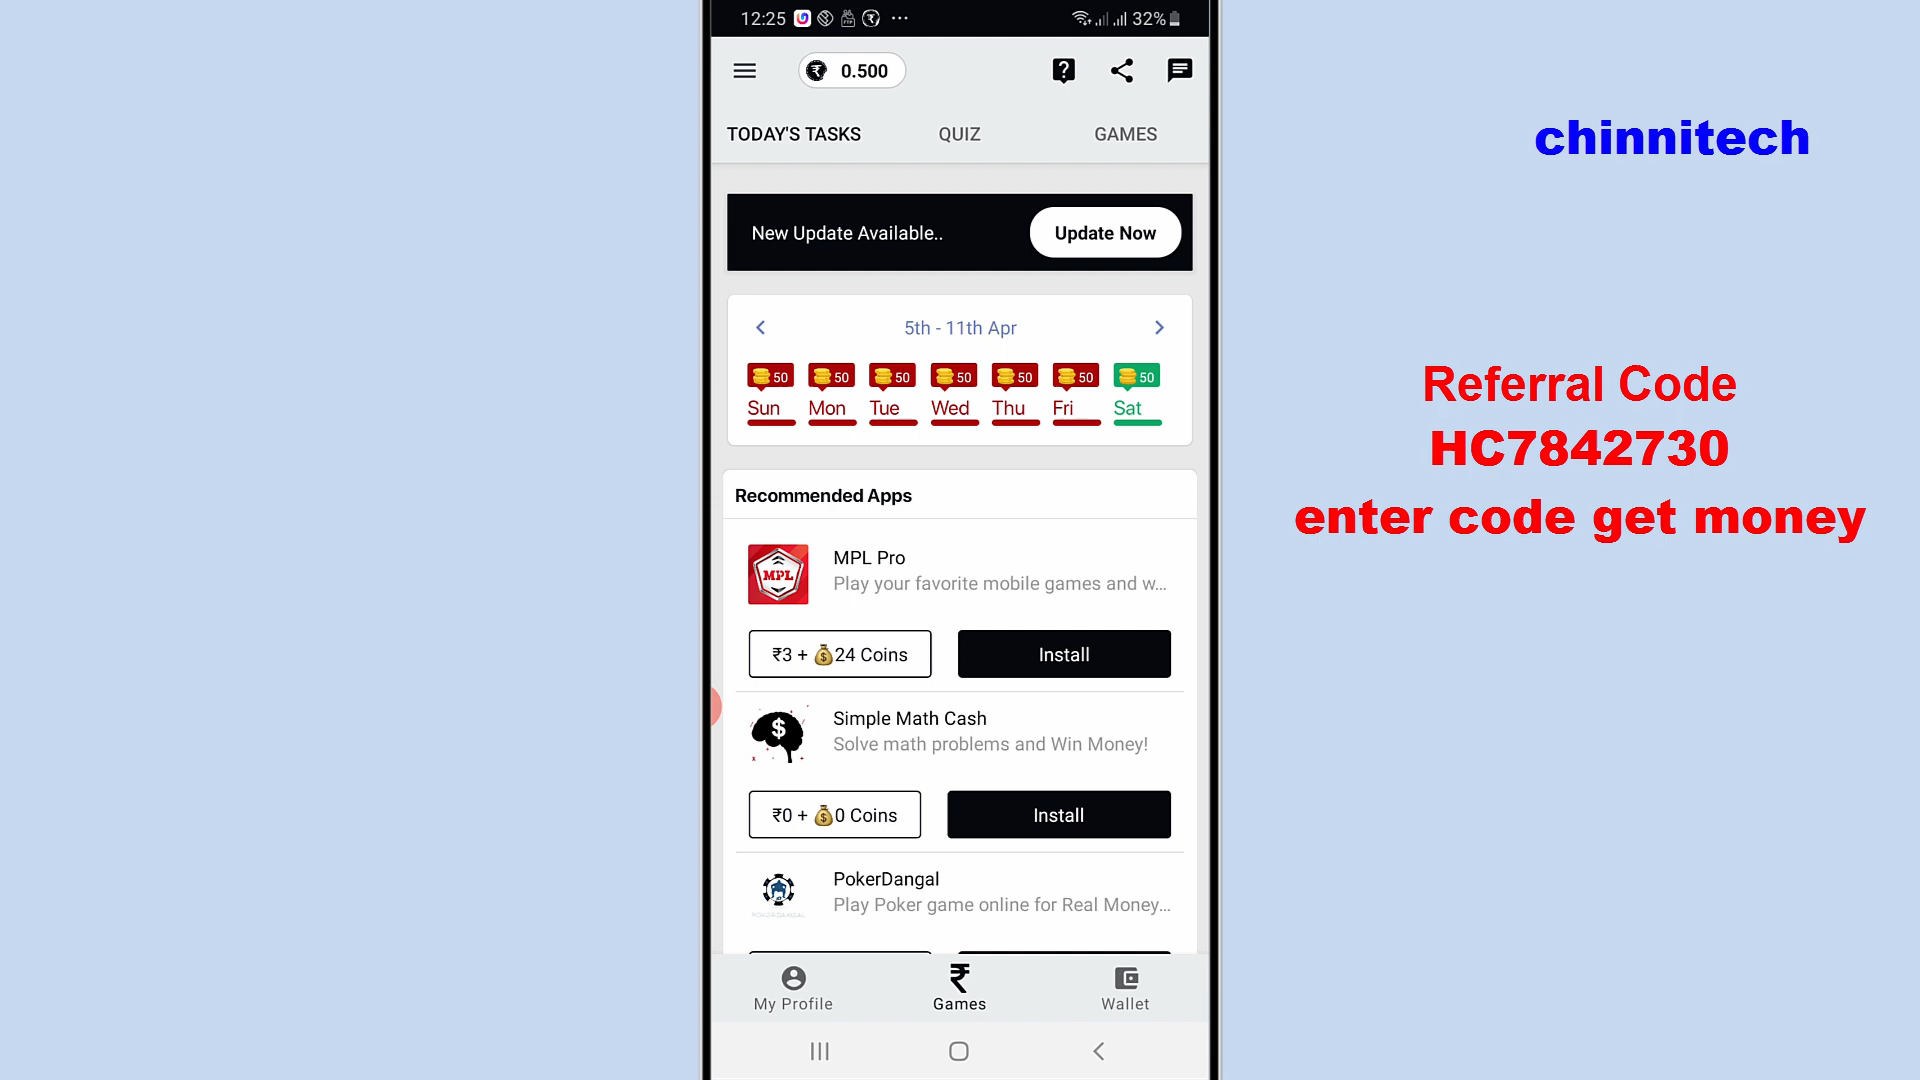 12:25 32%
0.500
TODAY'S TASKS QUIZ GAMES
New Update Available.. Update Now
5th - 11th Apr
50 50 50 50 50 50 50
Sun Mon Tue Wed Thu Fri Sat
Recommended Apps
MPL
MPL Pro
Play your favorite mobile games and w...
₹3 + 24 Coins Install
Simple Math Cash
Solve math problems and Win Money!
₹0 + 0 Coins Install
PokerDangal
Play Poker game online for Real Money...
My Profile Games Wallet
chinnitech
Referral Code
HC7842730
enter code get money